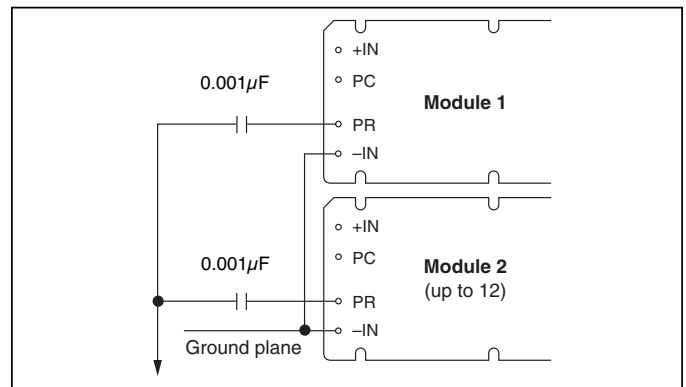 +IN
0.001µF
PC
Module 1
PR
–IN
+IN
0.001µF
PC
Module 2
(up to 12)
PR
–IN
Ground plane